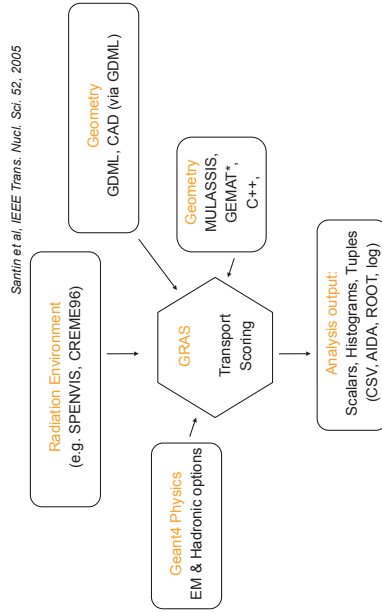 Santin et al, IEEE Trans. Nucl. Sci. 52, 2005
Radiation Environment
(e.g. SPENVIS, CREME96)
Geometry
GDML, CAD (via GDML)
Geant4 Physics
EM & Hadronic options
GRAS
Transport
Scoring
Geometry
MULASSIS,
GEMAT*,
C++,
Analysis output:
Scalars, Histograms, Tuples
(CSV, AIDA, ROOT, log)